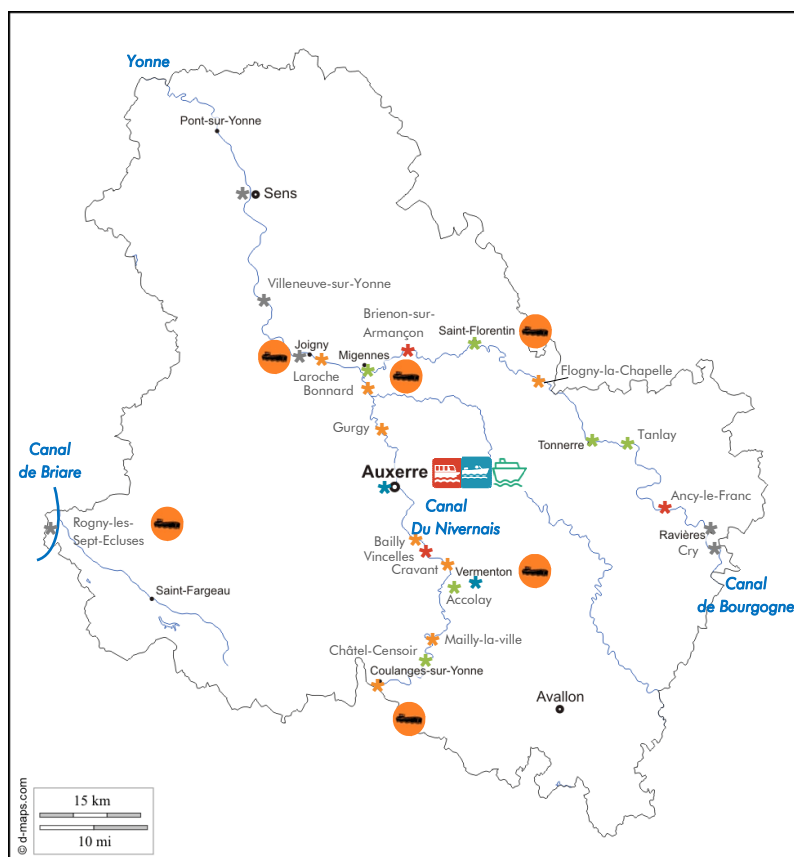 Yonne
Pont-sur-Yonne
Sens
Villeneuve-sur-Yonne
Brienon-sur-
Armançon
Saint-Florentin
Joigny
Migennes
Laroche
Bonnard
Flogny-la-Chapelle
Gurgy
Tonnerre
Tanlay
Canal
de Briare
Auxerre
Ancy-le-Franc
Canal
Du Nivernais
Rogny-les-
Sept-Ecluses
Ravières
Cry
Bailly
Vincelles
Cravant
Vermenton
Accolay
Canal
de Bourgogne
Saint-Fargeau
Mailly-la-ville
Châtel-Censoir
Coulanges-sur-Yonne
Avallon
15 km
10 mi
© d-maps.com